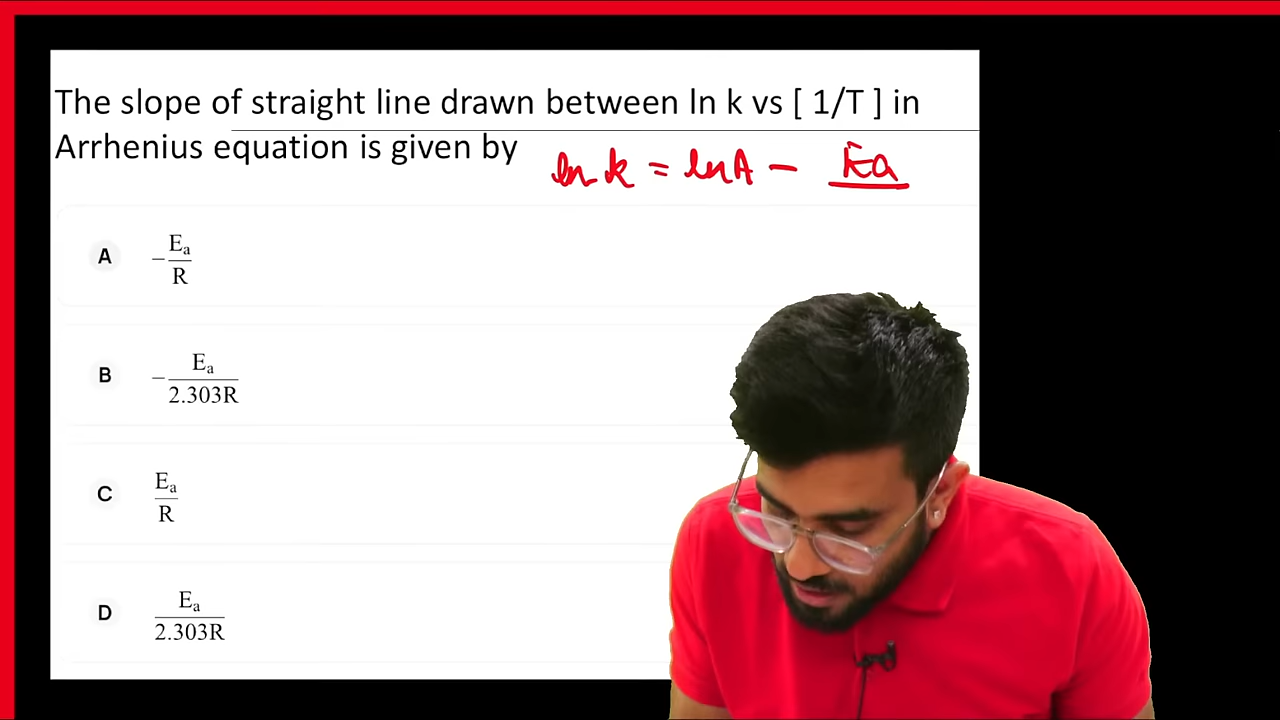 The slope of straight line drawn between ln k vs [ 1/T ] in
Arrhenius equation is given by
ln k = ln A − Ea
A −Ea/R
B −Ea/2.303R
C Ea/R
D Ea/2.303R